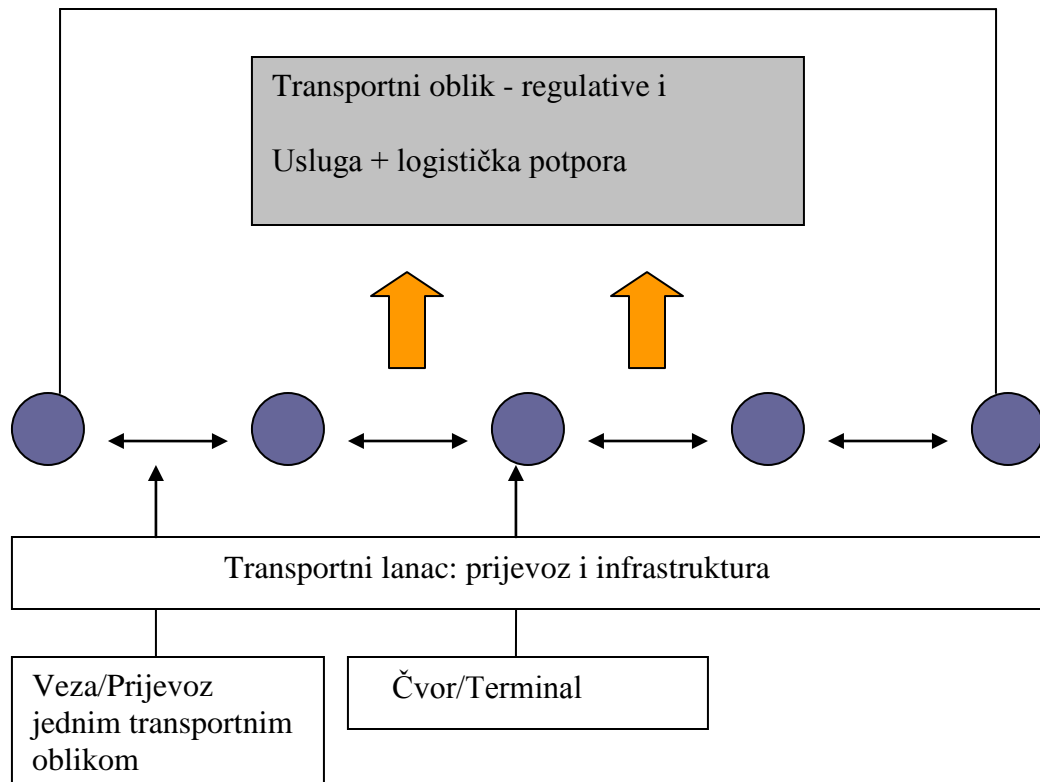 Transportni oblik - regulative i
Usluga + logistička potpora
Transportni lanac: prijevoz i infrastruktura
Veza/Prijevoz
jednim transportnim
oblikom
Čvor/Terminal